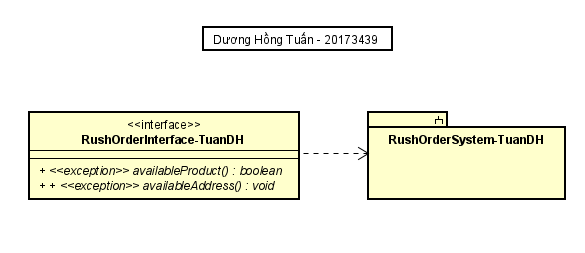 Dương Hồng Tuấn - 20173439
<<interface>>
RushOrderInterface-TuanDH
+ <<exception>> availableProduct() : boolean
+ + <<exception>> availableAddress() : void
RushOrderSystem-TuanDH